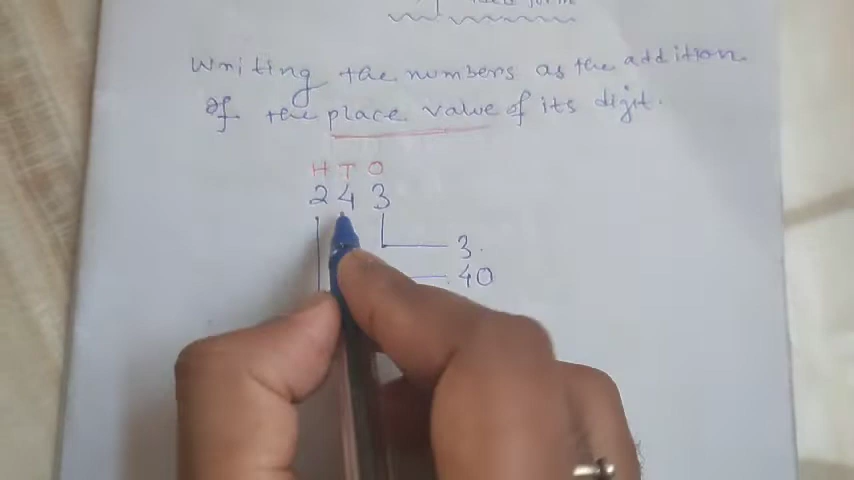 Writing the numbers as the addition
of the place value of its digit.
H T O
2 4 3
3.
40